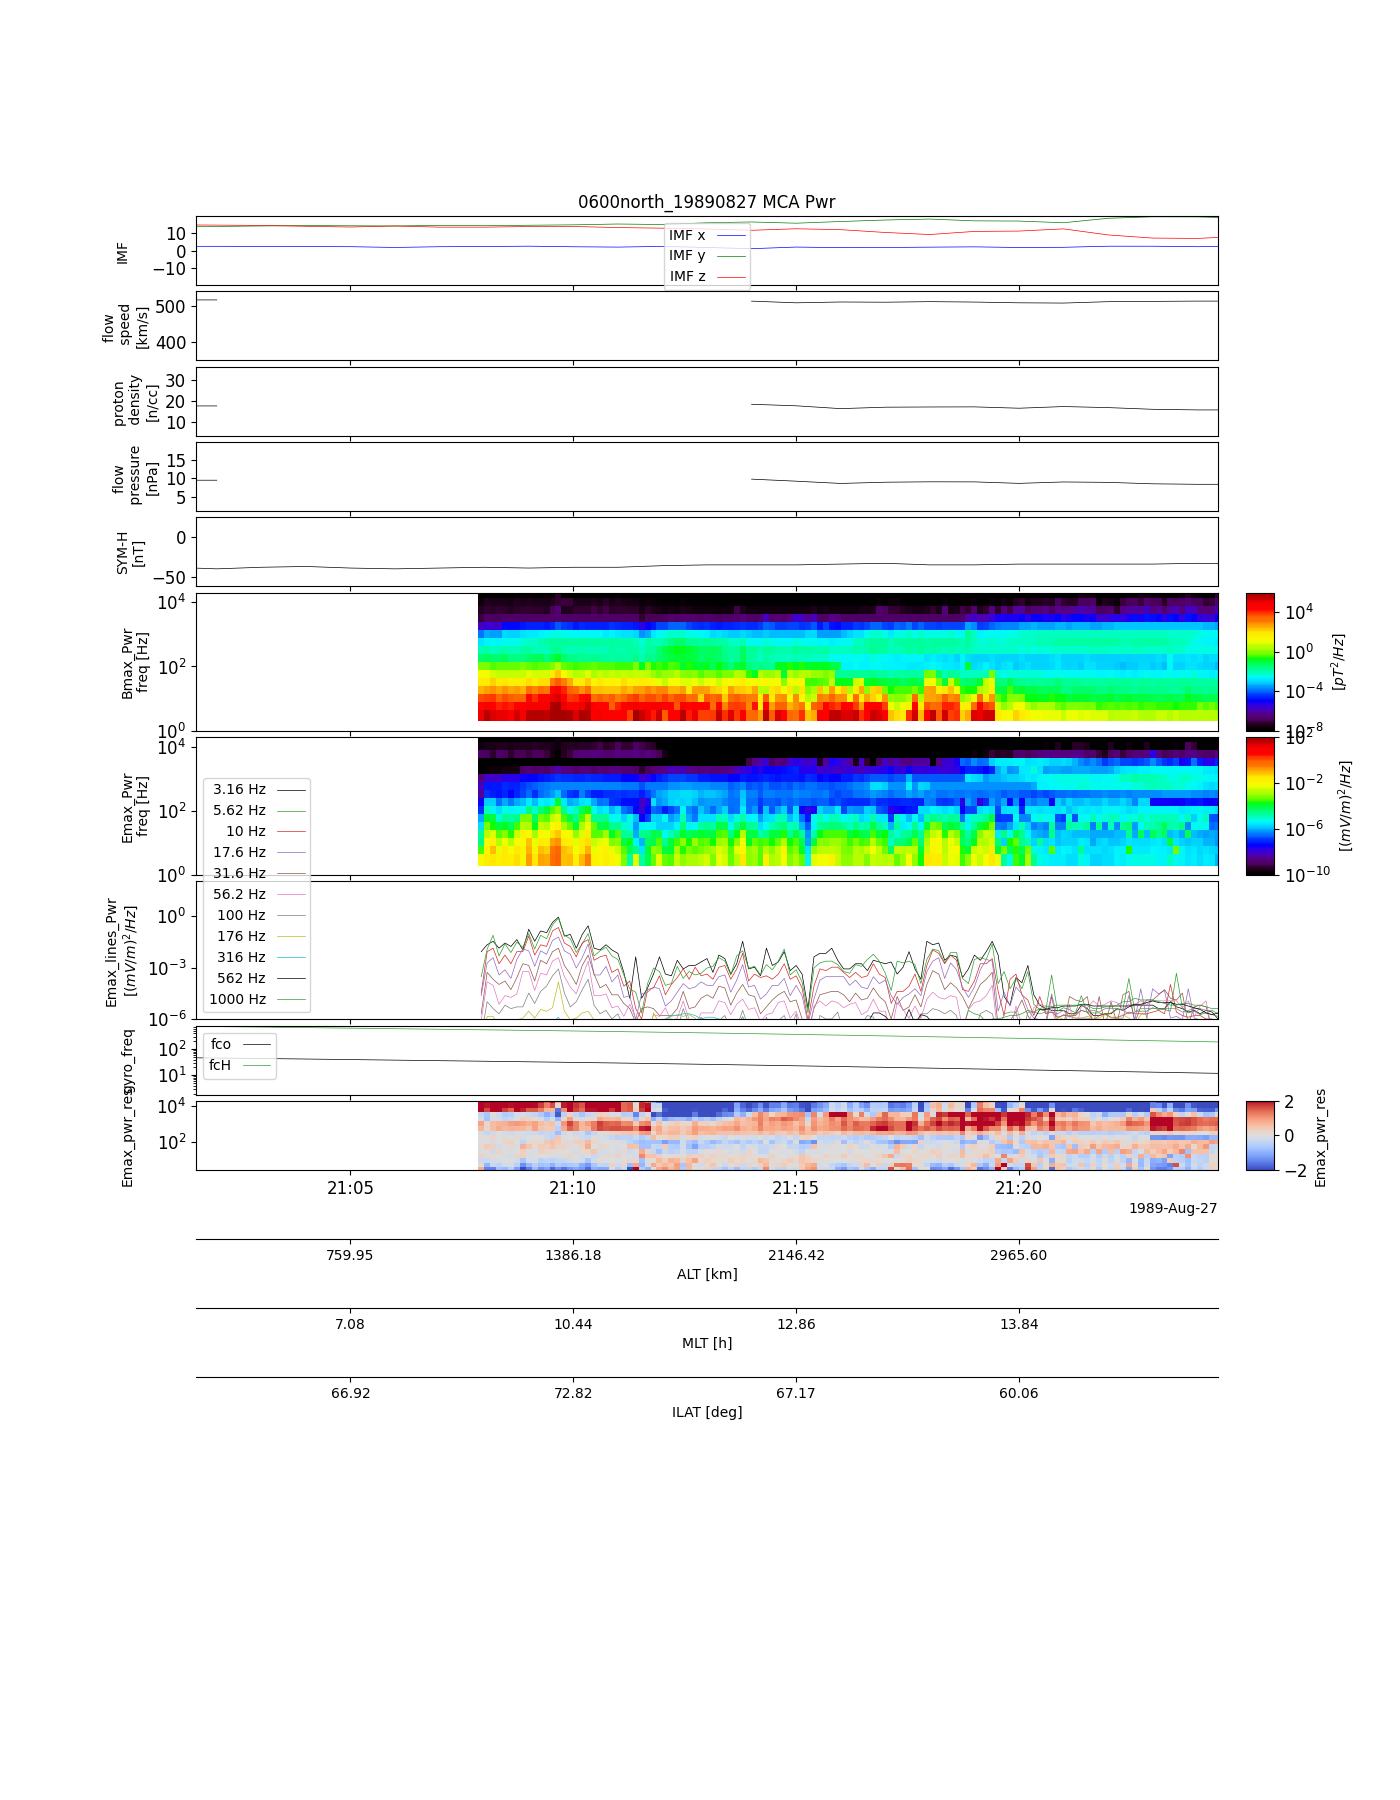 0600north_19890827 MCA Pwr
IMF
10
0
−10
IMF x
IMF y
IMF z
flow
speed
[km/s]
500
400
proton
density
[n/cc]
30
20
10
flow
pressure
[nPa]
15
10
5
SYM-H
[nT]
0
−50
Bmax_Pwr
freq [Hz]
10^4
10^2
10^0
10^4
10^0
10^−4
10^−8
[pT^2/Hz]
Emax_Pwr
freq [Hz]
10^4
10^2
10^0
10^2
10^−2
10^−6
10^−10
[(mV/m)^2/Hz]
3.16 Hz
5.62 Hz
10 Hz
17.6 Hz
31.6 Hz
56.2 Hz
100 Hz
176 Hz
316 Hz
562 Hz
1000 Hz
Emax_lines_Pwr
[(mV/m)^2/Hz]
10^0
10^−3
10^−6
gyro_freq
10^2
10^1
fco
fcH
Emax_pwr_res
10^4
10^2
2
0
−2
Emax_pwr_res
21:05
21:10
21:15
21:20
1989-Aug-27
759.95
1386.18
2146.42
2965.60
ALT [km]
7.08
10.44
12.86
13.84
MLT [h]
66.92
72.82
67.17
60.06
ILAT [deg]